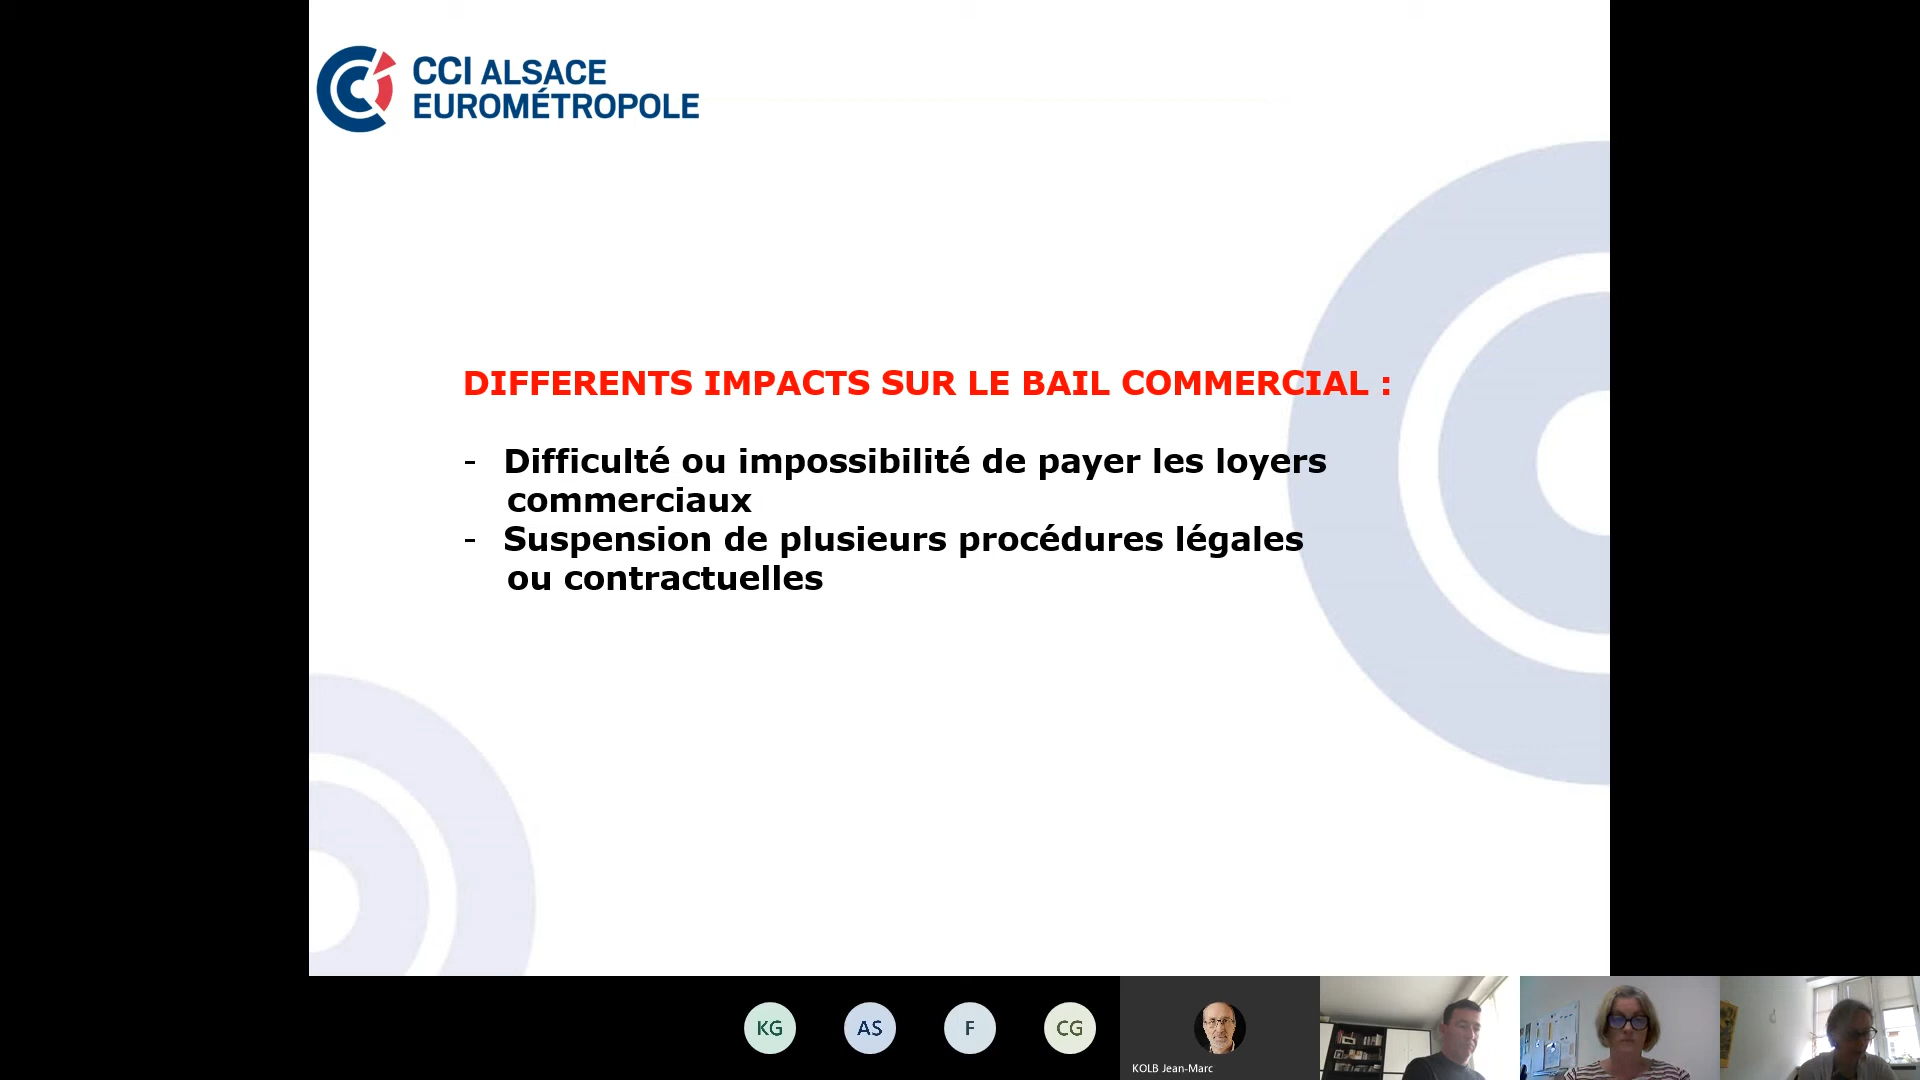 CCI ALSACE
EUROMÉTROPOLE
DIFFERENTS IMPACTS SUR LE BAIL COMMERCIAL :
- Difficulté ou impossibilité de payer les loyers
commerciaux
- Suspension de plusieurs procédures légales
ou contractuelles
KG
AS
F
CG
KOLB Jean-Marc